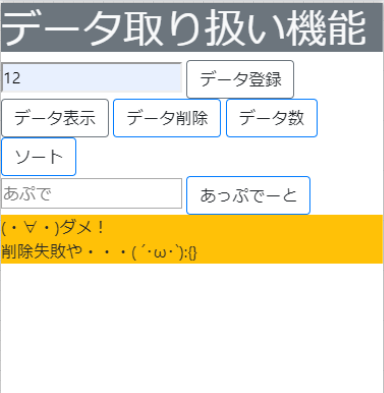 データ取り扱い機能
12 データ登録
データ表示 データ削除 データ数
ソート
あぷで あっぷでーと
(・∀・)ダメ！
削除失敗や・・・( ´･ω･`):{}